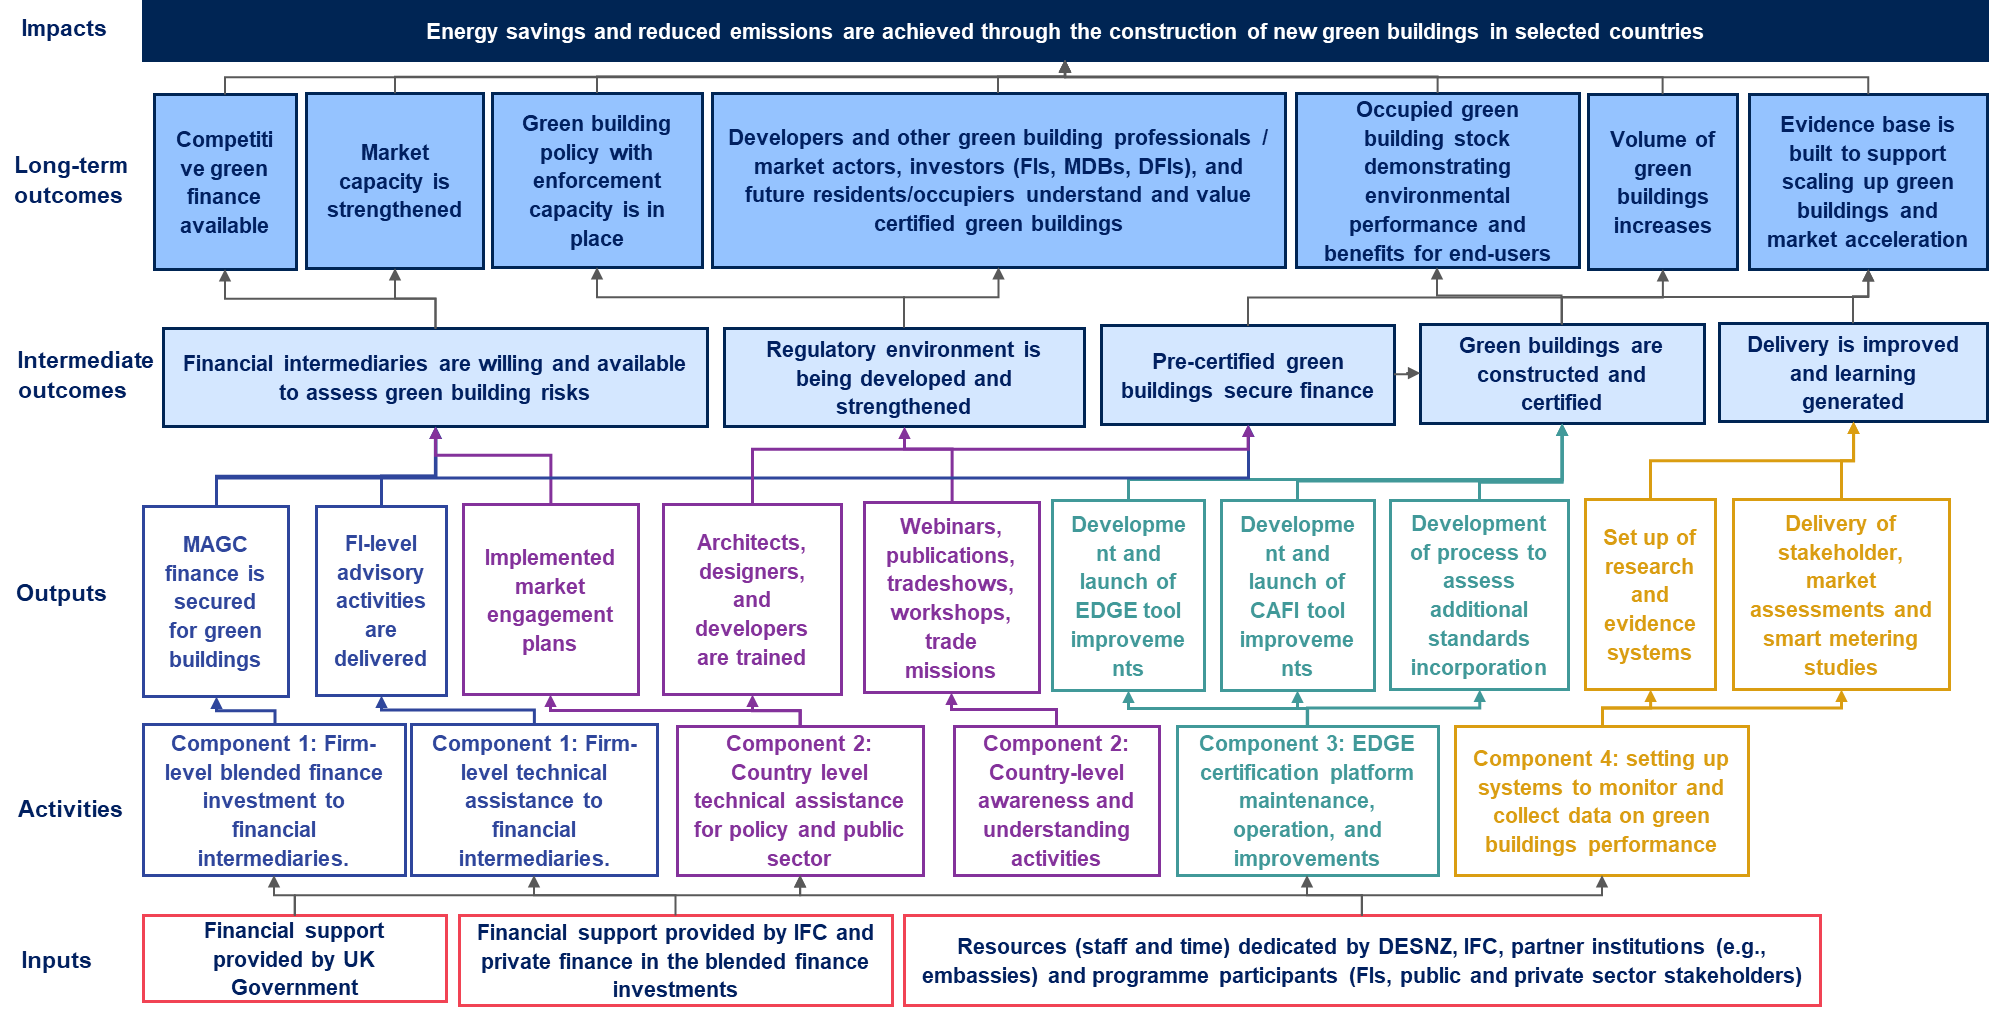 Impacts
Energy savings and reduced emissions are achieved through the construction of new green buildings in selected countries
Long-term
outcomes
Competiti
ve green
finance
available
Market
capacity is
strengthened
Green building
policy with
enforcement
capacity is in
place
Developers and other green building professionals /
market actors, investors (FIs, MDBs, DFIs), and
future residents/occupiers understand and value
certified green buildings
Occupied green
building stock
demonstrating
environmental
performance and
benefits for end-users
Volume of
green
buildings
increases
Evidence base is
built to support
scaling up green
buildings and
market acceleration
Intermediate
outcomes
Financial intermediaries are willing and available
to assess green building risks
Regulatory environment is
being developed and
strengthened
Pre-certified green
buildings secure finance
Green buildings are
constructed and
certified
Delivery is improved
and learning
generated
Outputs
MAGC
finance is
secured
for green
buildings
FI-level
advisory
activities
are
delivered
Implemented
market
engagement
plans
Architects,
designers,
and
developers
are trained
Webinars,
publications,
tradeshows,
workshops,
trade
missions
Developme
nt and
launch of
EDGE tool
improveme
nts
Developme
nt and
launch of
CAFI tool
improveme
nts
Development
of process to
assess
additional
standards
incorporation
Set up of
research
and
evidence
systems
Delivery of
stakeholder,
market
assessments and
smart metering
studies
Activities
Component 1: Firm-
level blended finance
investment to
financial
intermediaries.
Component 1: Firm-
level technical
assistance to
financial
intermediaries.
Component 2:
Country level
technical assistance
for policy and public
sector
Component 2:
Country-level
awareness and
understanding
activities
Component 3: EDGE
certification platform
maintenance,
operation, and
improvements
Component 4: setting up
systems to monitor and
collect data on green
buildings performance
Inputs
Financial support
provided by UK
Government
Financial support provided by IFC and
private finance in the blended finance
investments
Resources (staff and time) dedicated by DESNZ, IFC, partner institutions (e.g.,
embassies) and programme participants (FIs, public and private sector stakeholders)